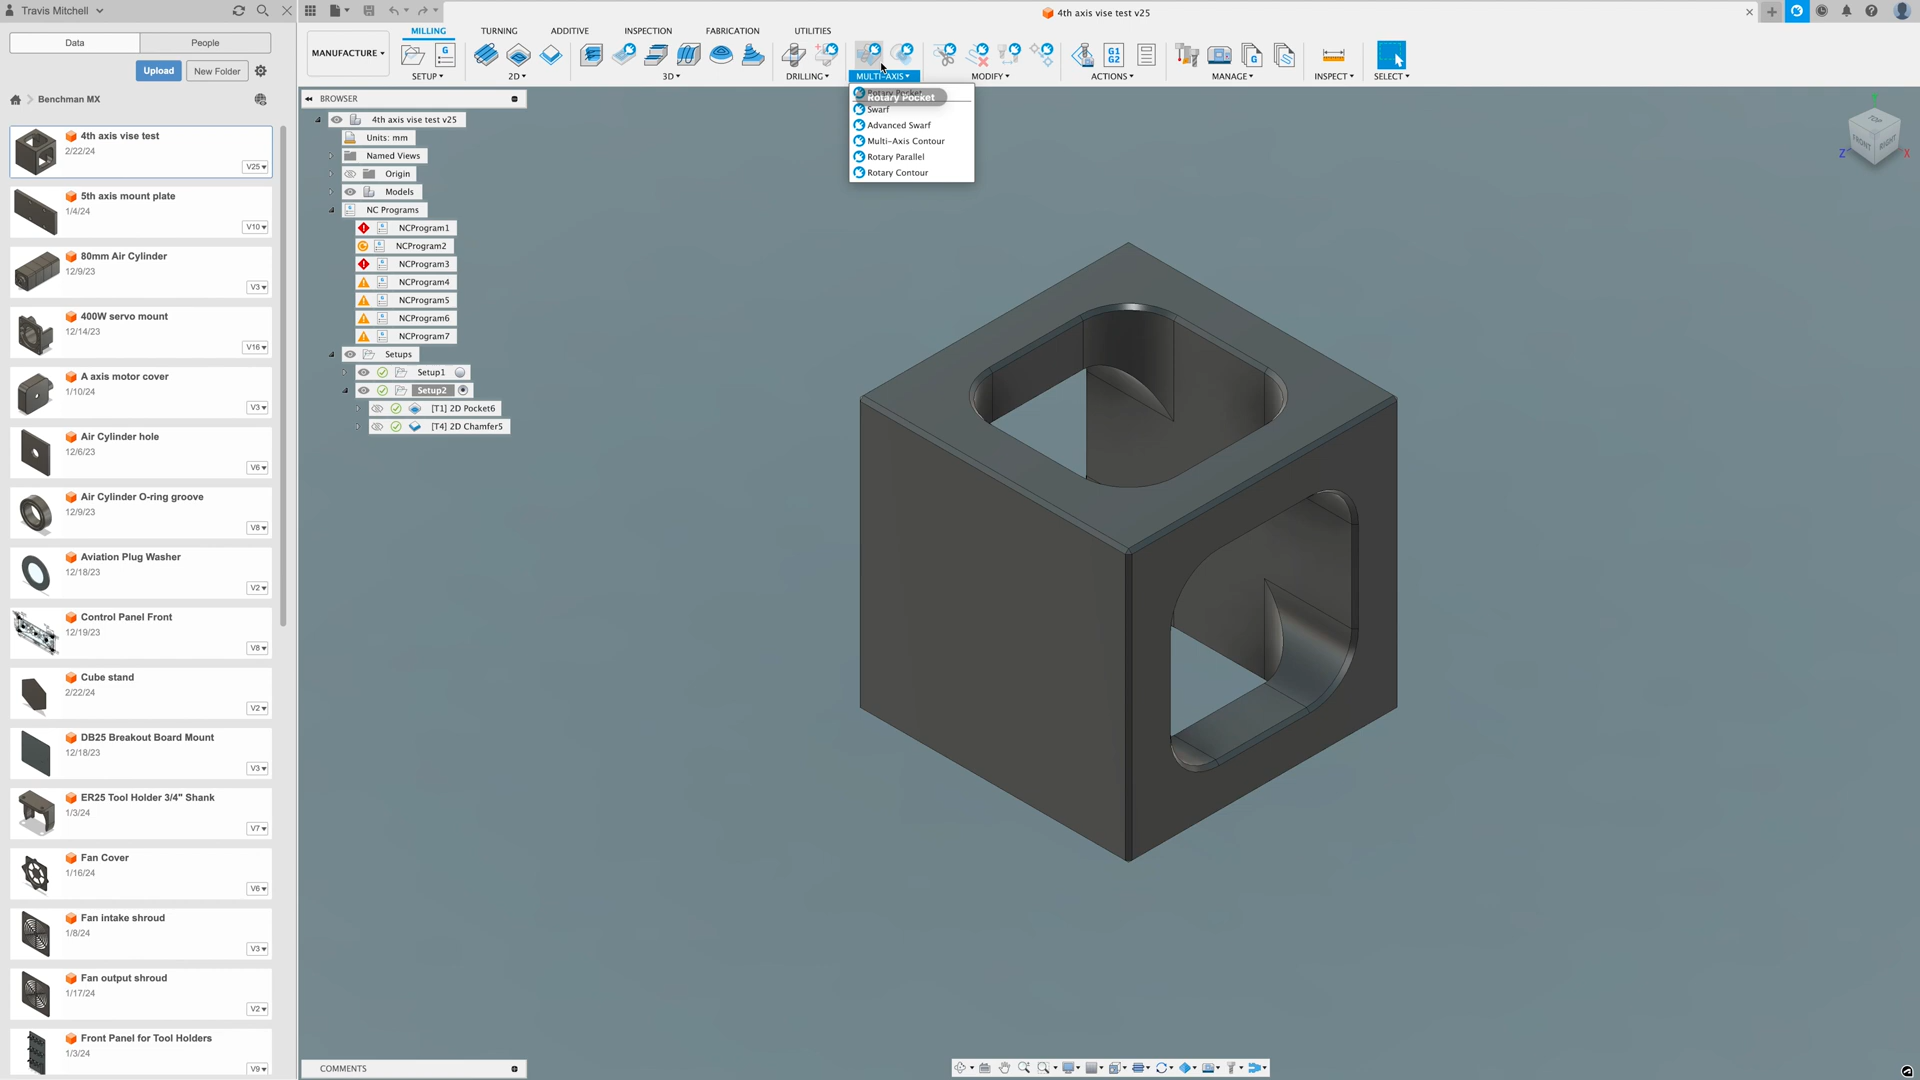 Travis Mitchell
4th axis vise test v25
Data
People
Upload
New Folder
Benchman MX
4th axis vise test
2/22/24
V25
5th axis mount plate
1/4/24
V10
80mm Air Cylinder
12/9/23
V3
400W servo mount
12/14/23
V16
A axis motor cover
1/10/24
V3
Air Cylinder hole
12/6/23
V6
Air Cylinder O-ring groove
12/9/23
V8
Aviation Plug Washer
12/18/23
V2
Control Panel Front
12/19/23
V8
Cube stand
2/22/24
V2
DB25 Breakout Board Mount
12/18/23
V3
ER25 Tool Holder 3/4" Shank
1/3/24
V7
Fan Cover
1/16/24
V6
Fan intake shroud
1/8/24
V3
Fan output shroud
1/17/24
V2
Front Panel for Tool Holders
1/3/24
V9
MANUFACTURE
MILLING
TURNING
ADDITIVE
INSPECTION
FABRICATION
UTILITIES
G
G1
G2
G
SETUP
2D
3D
DRILLING
MULTI-AXIS
MODIFY
ACTIONS
MANAGE
INSPECT
SELECT
Rotary Pocket
Rotary Pocket
Swarf
Advanced Swarf
Multi-Axis Contour
Rotary Parallel
Rotary Contour
BROWSER
4th axis vise test v25
Units: mm
Named Views
Origin
Models
NC Programs
NCProgram1
NCProgram2
NCProgram3
NCProgram4
NCProgram5
NCProgram6
NCProgram7
Setups
Setup1
Setup2
[T1] 2D Pocket6
[T4] 2D Chamfer5
Y
TOP
FRONT
RIGHT
Z
X
COMMENTS